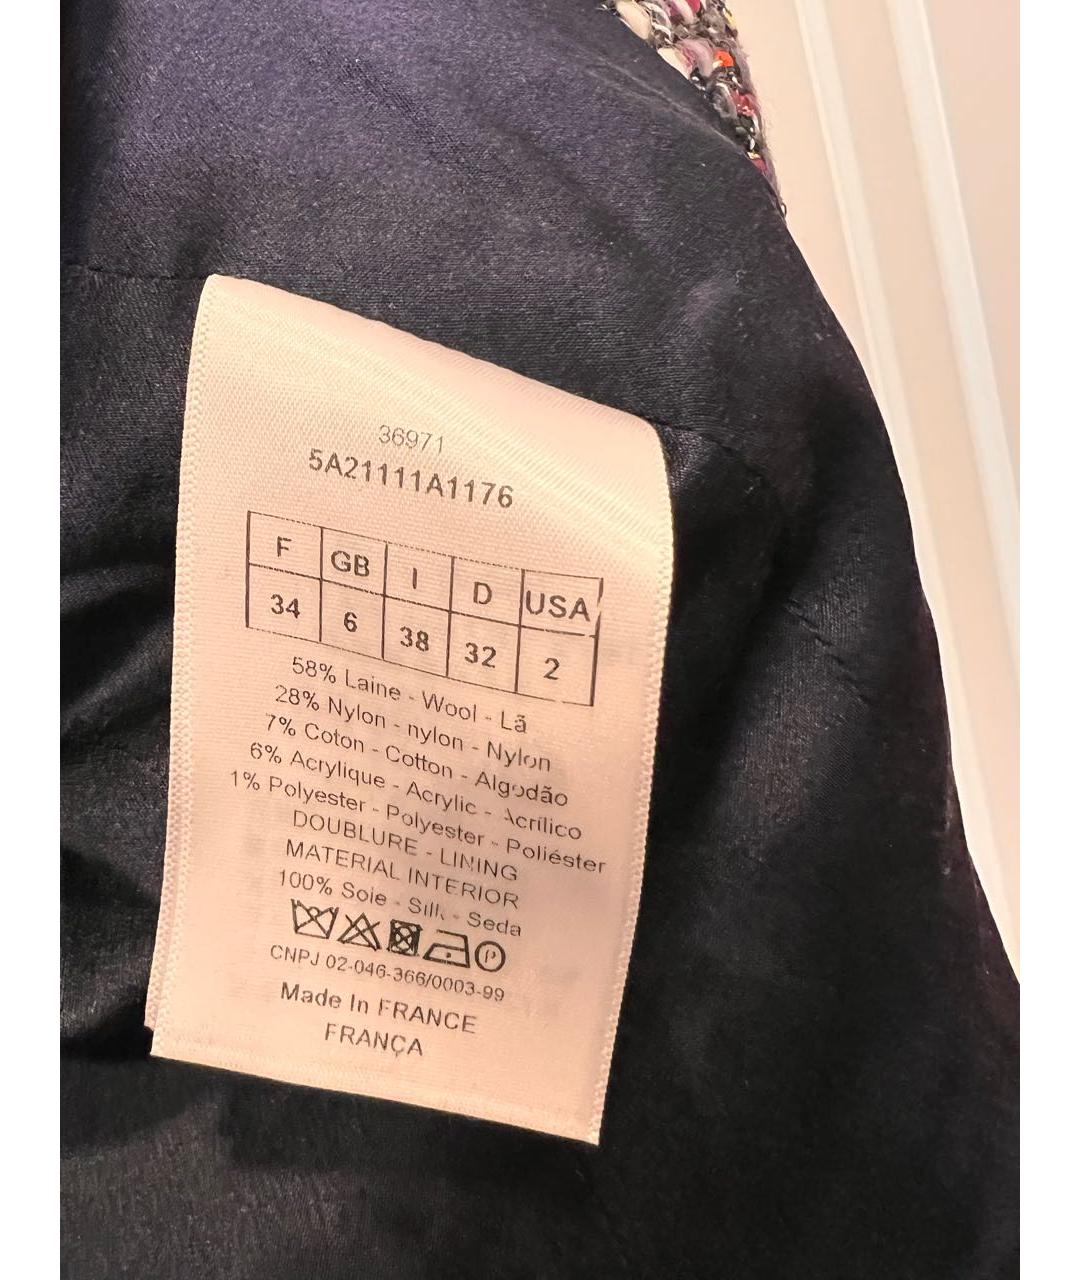 36971
5A21111A1176
F GB I D USA
34 6 38 32 2
58% Laine - Wool - Lã
28% Nylon - nylon - Nylon
7% Coton - Cotton - Algodão
6% Acrylique - Acrylic - Acrílico
1% Polyester - Polyester - Poliéster
DOUBLURE - LINING
MATERIAL INTERIOR
100% Soie - Silk - Seda
P
CNPJ 02-046-366/0003-99
Made In FRANCE
FRANÇA